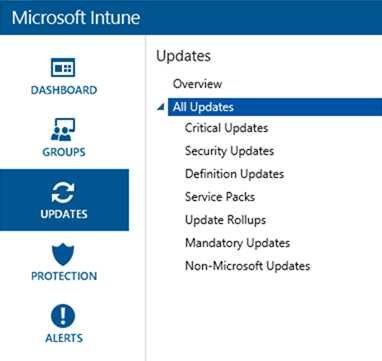 Microsoft Intune
DASHBOARD
GROUPS
UPDATES
PROTECTION
ALERTS
Updates
Overview
All Updates
Critical Updates
Security Updates
Definition Updates
Service Packs
Update Rollups
Mandatory Updates
Non-Microsoft Updates